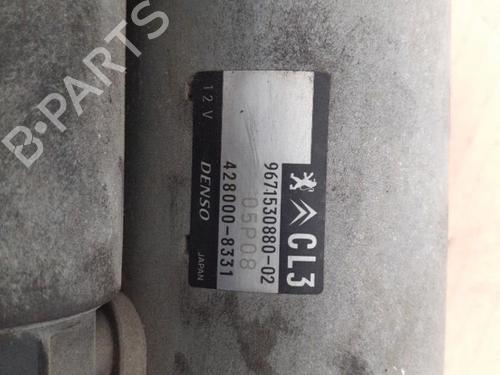 CL3
9671530880-02
05P08
428000-8331
12V DENSO JAPAN
B-PARTS